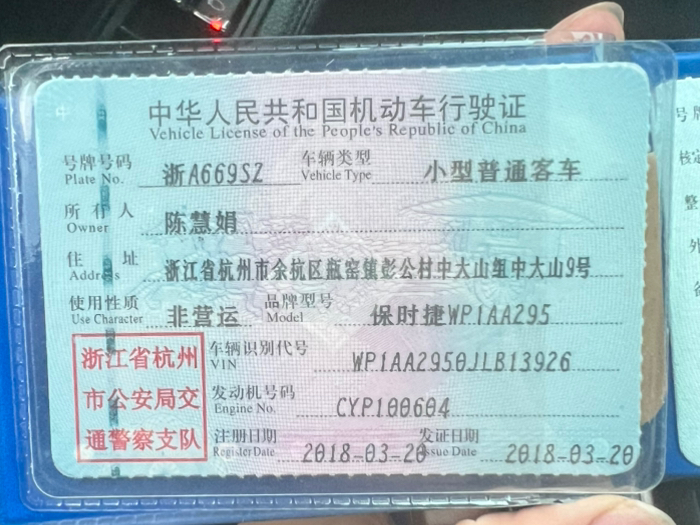 中华人民共和国机动车行驶证
Vehicle License of the People's Republic of China
号牌号码 浙A669SZ 车辆类型 小型普通客车
Plate No. Vehicle Type
所有人 陈慧娟
Owner
住址 浙江省杭州市余杭区瓶窑镇彭公村中大山组中大山9号
Address
使用性质 非营运 品牌型号 保时捷WP1AA295
Use Character Model
浙江省杭州 车辆识别代号 WP1AA2950JLB13926
VIN
市公安局交 发动机号码 CYP100604
Engine No.
通警察支队 注册日期 2018-03-20 发证日期 2018-03-20
Register Date Issue Date
号牌
核定
整
外